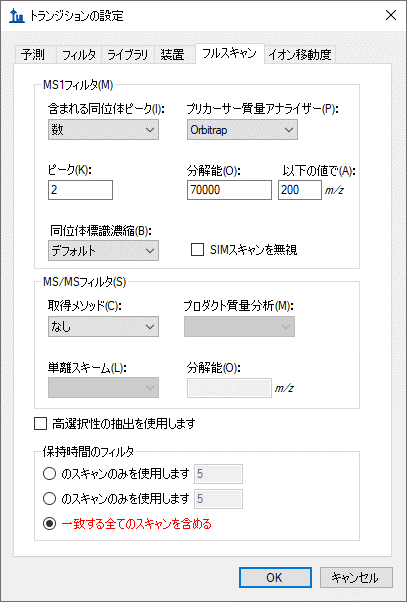 トランジションの設定
予測 フィルタ ライブラリ 装置 フルスキャン イオン移動度
MS1フィルタ(M)
含まれる同位体ピーク(I): プリカーサー質量アナライザー(P):
数 Orbitrap
ピーク(K): 分解能(O): 以下の値で(A):
2 70000 200 m/z
同位体標識濃縮(B):
デフォルト SIMスキャンを無視
MS/MSフィルタ(S)
取得メソッド(C): プロダクト質量分析(M):
なし
単離スキーム(L): 分解能(O):
m/z
高選択性の抽出を使用します
保持時間のフィルタ
のスキャンのみを使用します 5
のスキャンのみを使用します 5
一致する全てのスキャンを含める
OK キャンセル